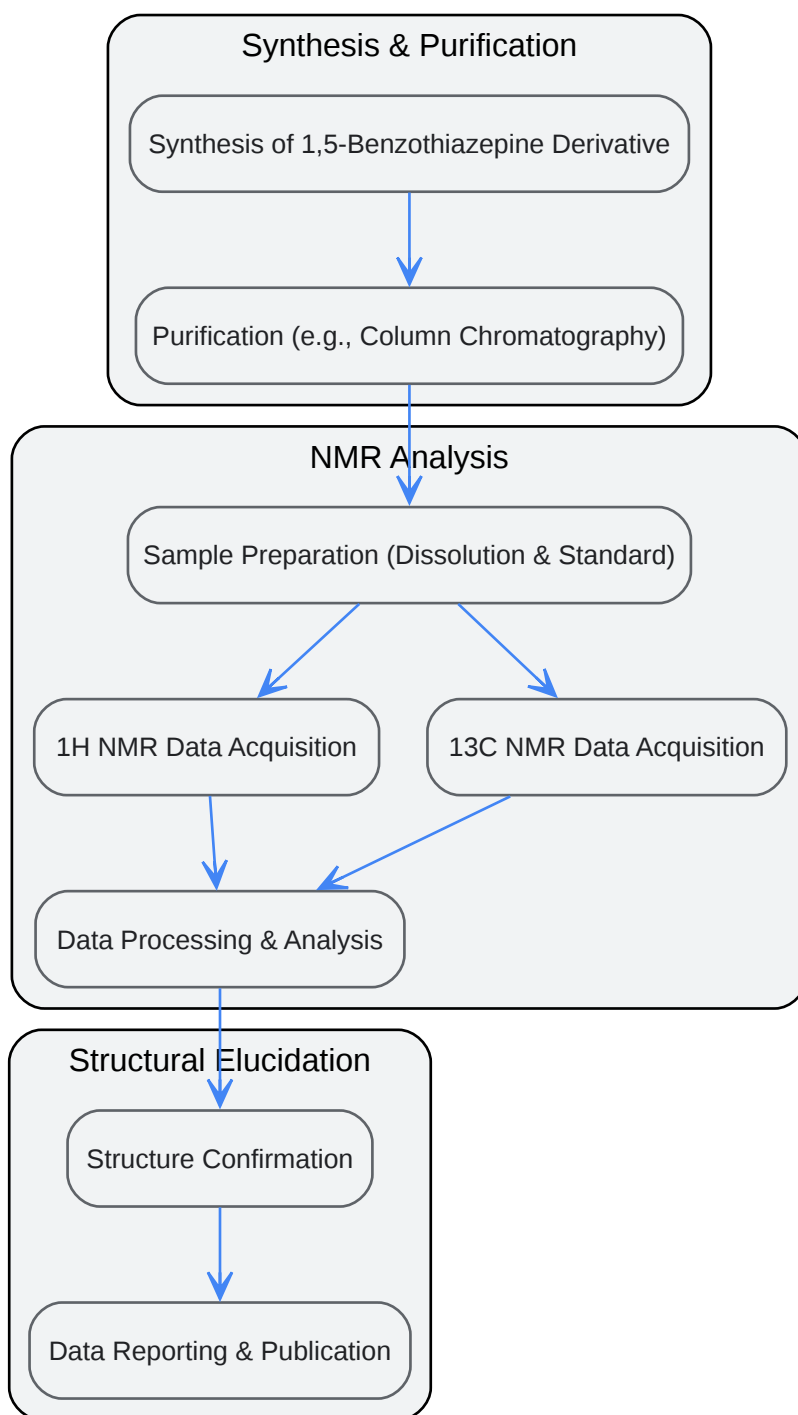 Synthesis & Purification
Synthesis of 1,5-Benzothiazepine Derivative
Purification (e.g., Column Chromatography)
NMR Analysis
Sample Preparation (Dissolution & Standard)
1H NMR Data Acquisition
13C NMR Data Acquisition
Data Processing & Analysis
Structural Elucidation
Structure Confirmation
Data Reporting & Publication